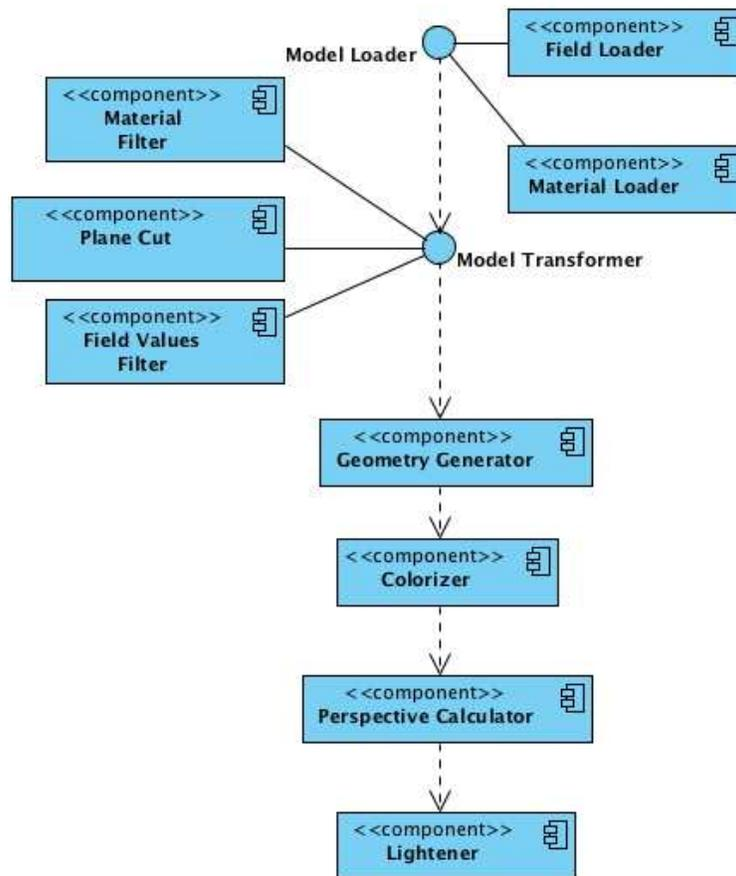 <<component>>
Field Loader
Model Loader
<<component>>
Material
Filter
<<component>>
Material Loader
<<component>>
Plane Cut
Model Transformer
<<component>>
Field Values
Filter
<<component>>
Geometry Generator
<<component>>
Colorizer
<<component>>
Perspective Calculator
<<component>>
Lightener